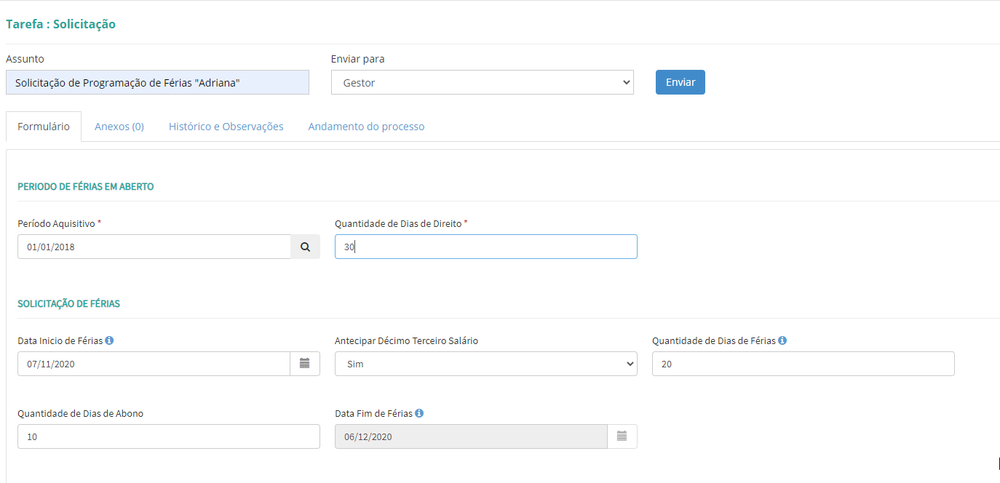 Tarefa : Solicitação
Assunto Enviar para
Solicitação de Programação de Férias "Adriana" Gestor Enviar
Formulário Anexos (0) Histórico e Observações Andamento do processo
PERIODO DE FÉRIAS EM ABERTO
Período Aquisitivo * Quantidade de Dias de Direito *
01/01/2018 30
SOLICITAÇÃO DE FÉRIAS
Data Inicio de Férias Antecipar Décimo Terceiro Salário Quantidade de Dias de Férias
07/11/2020 Sim 20
Quantidade de Dias de Abono Data Fim de Férias
10 06/12/2020